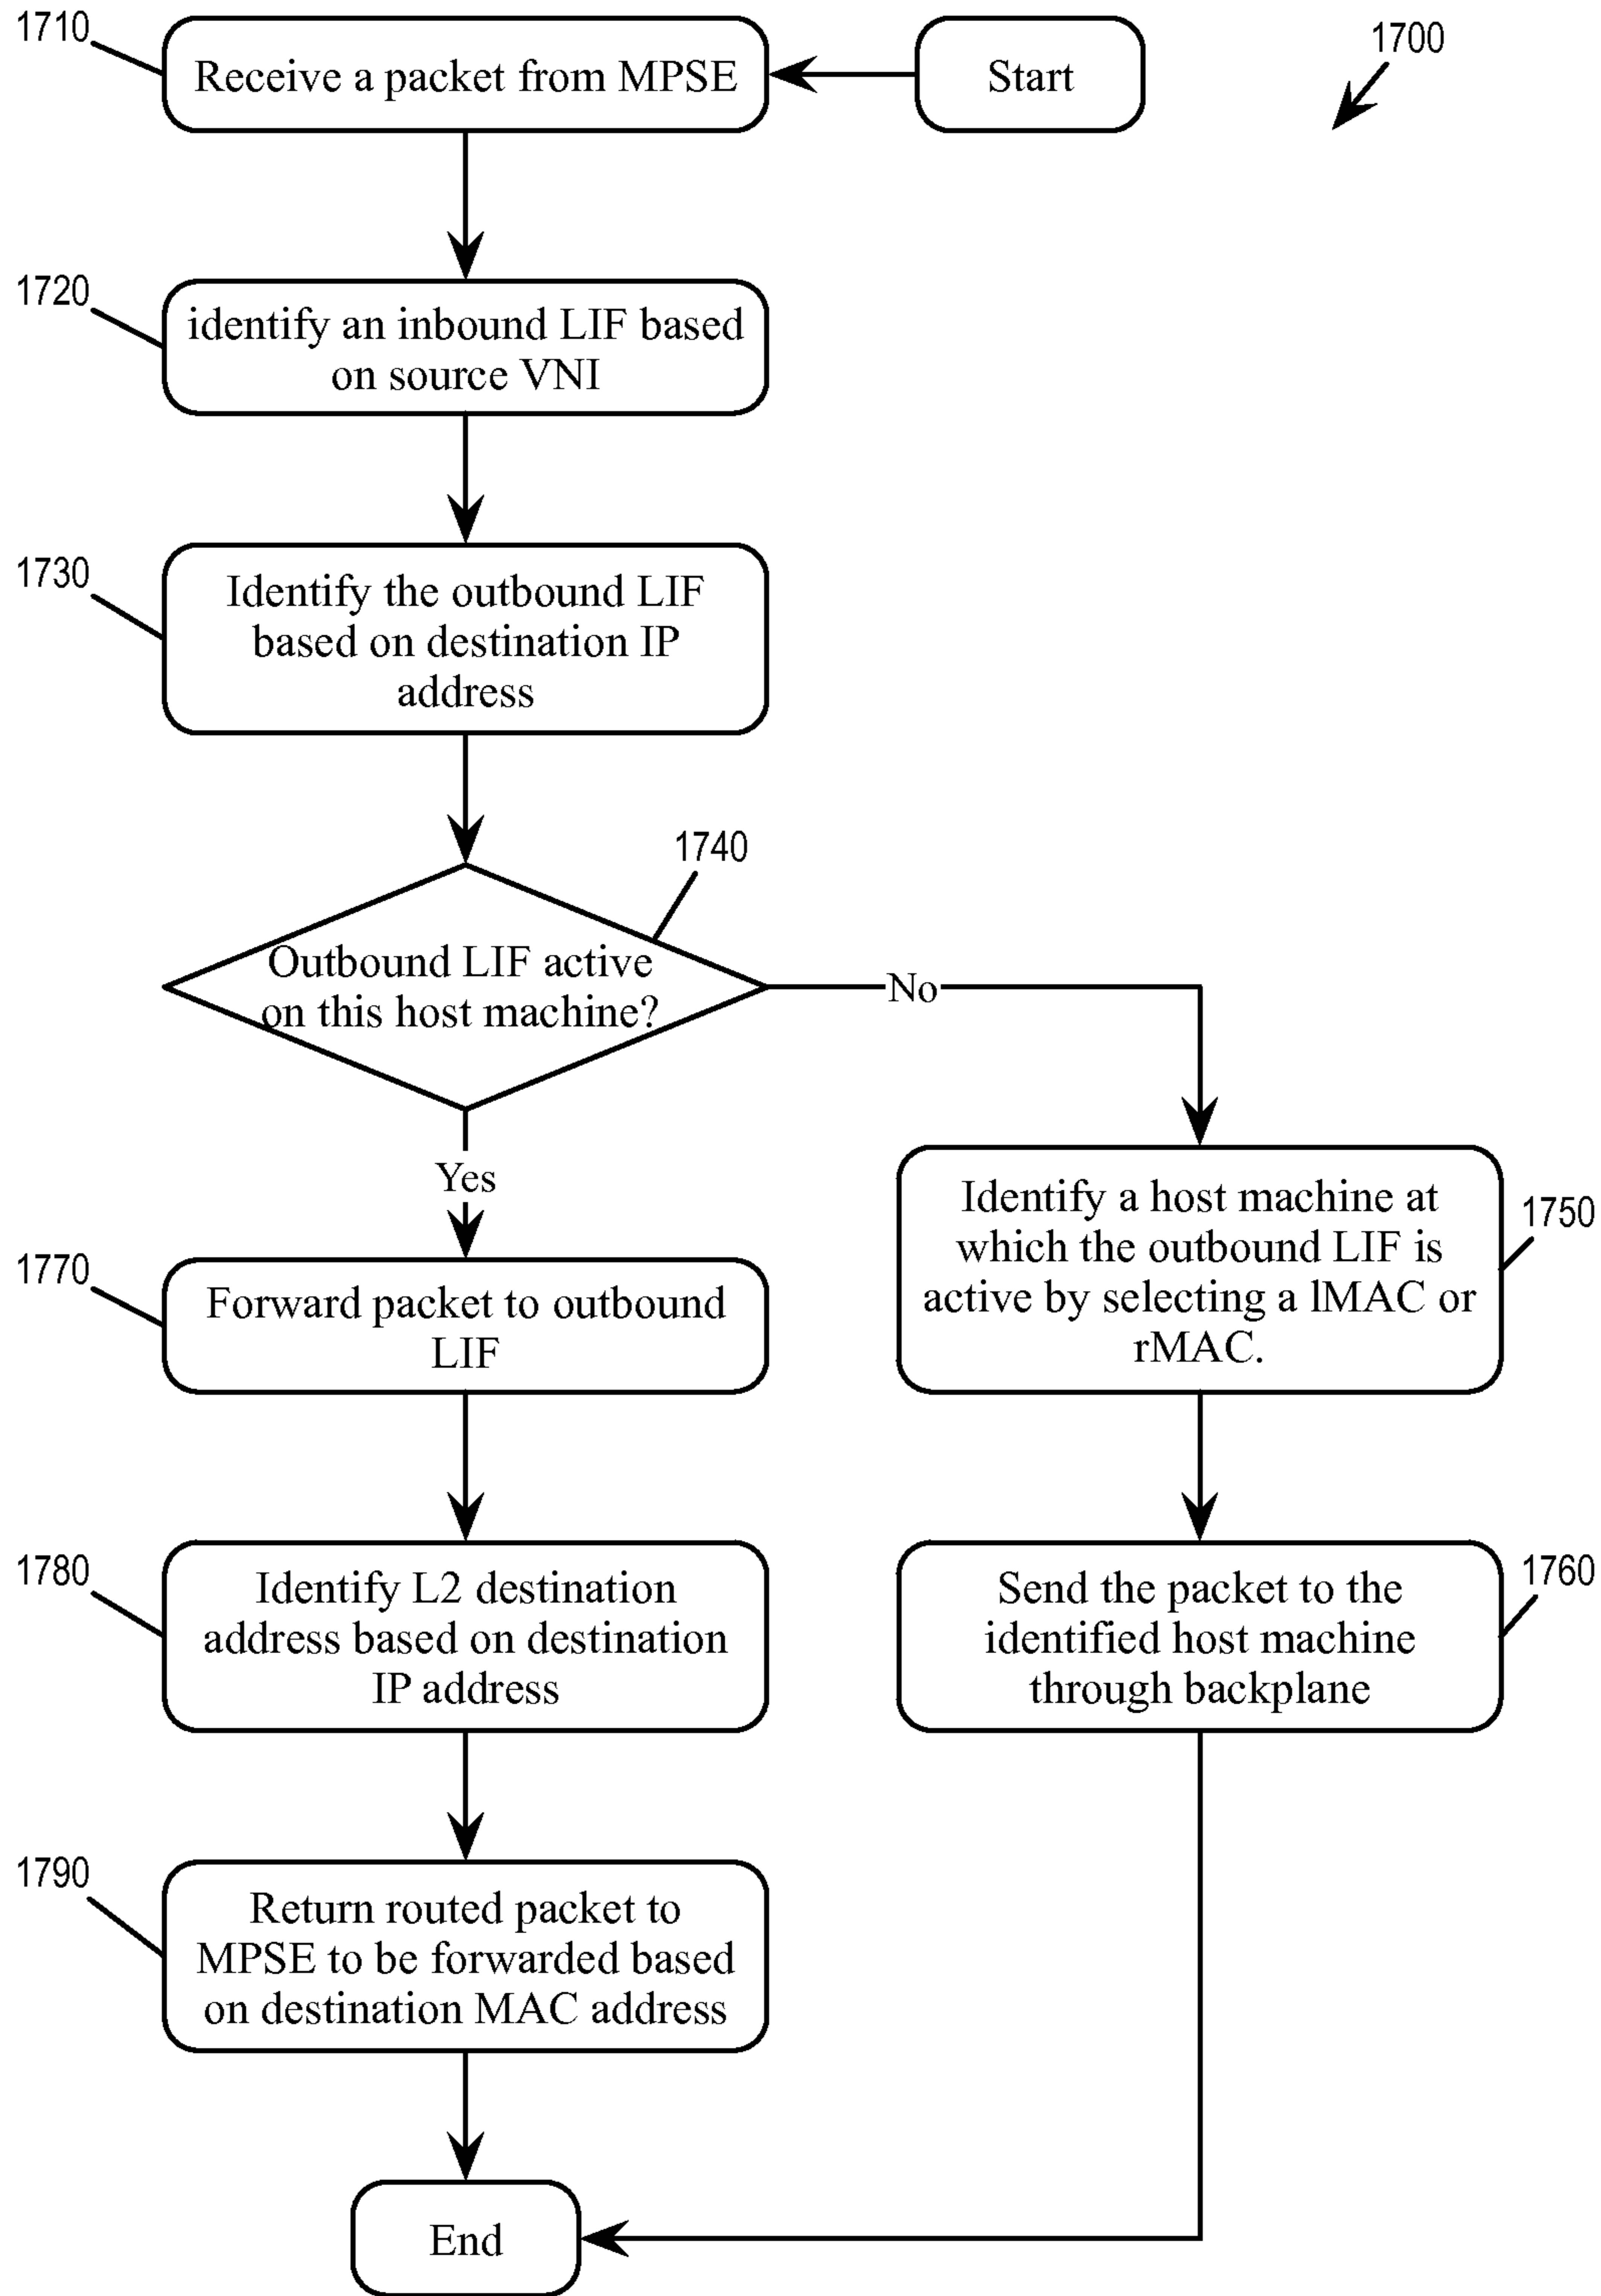 1710
Receive a packet from MPSE
Start
1700
1720
identify an inbound LIF based
on source VNI
1730
Identify the outbound LIF
based on destination IP
address
1740
Outbound LIF active
on this host machine?
No
Yes
1750
Identify a host machine at
which the outbound LIF is
active by selecting a lMAC or
rMAC.
1770
Forward packet to outbound
LIF
1780
Identify L2 destination
address based on destination
IP address
1760
Send the packet to the
identified host machine
through backplane
1790
Return routed packet to
MPSE to be forwarded based
on destination MAC address
End